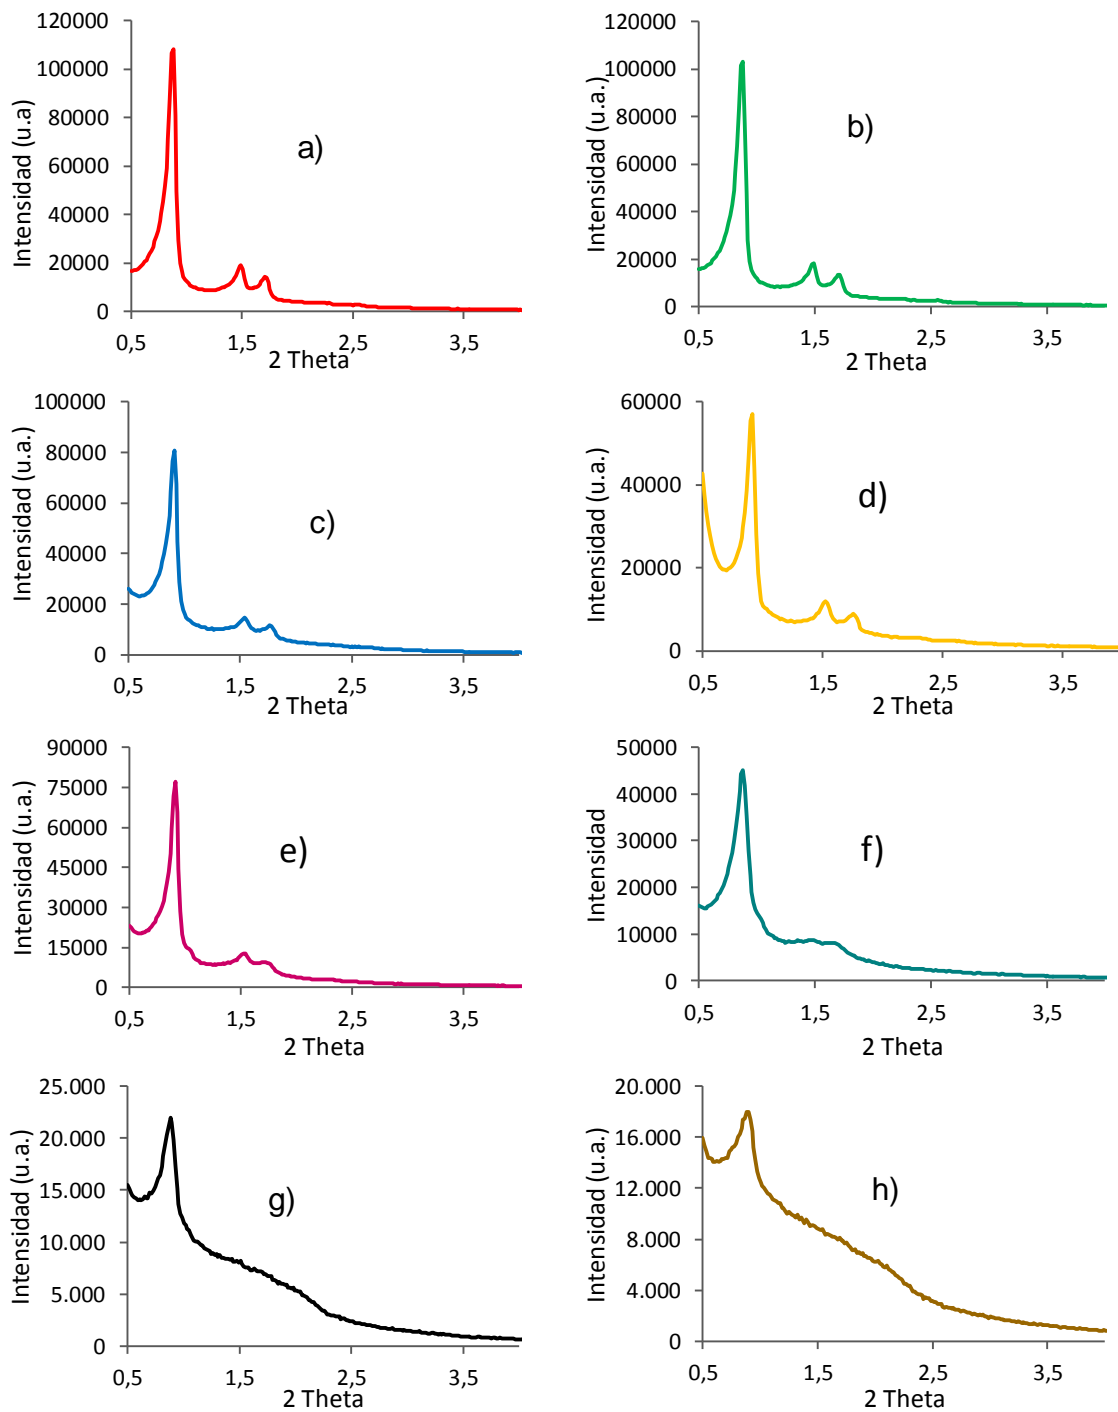 Intensidad (u.a)
120000
100000
80000
60000
40000
20000
0
a)
0,5 1,5 2,5 3,5
2 Theta
Intensidad (u.a.)
120000
100000
80000
60000
40000
20000
0
b)
0,5 1,5 2,5 3,5
2 Theta
Intensidad (u.a.)
100000
80000
60000
40000
20000
0
c)
0,5 1,5 2,5 3,5
2 Theta
Intensidad (u.a.)
60000
40000
20000
0
d)
0,5 1,5 2,5 3,5
2 Theta
Intensidad (u.a.)
90000
75000
60000
45000
30000
15000
0
e)
0,5 1,5 2,5 3,5
2 Theta
Intensidad
50000
40000
30000
20000
10000
0
f)
0,5 1,5 2,5 3,5
2 Theta
Intensidad (u.a.)
25.000
20.000
15.000
10.000
5.000
0
g)
0,5 1,5 2,5 3,5
2 Theta
Intensidad (u.a.)
20.000
16.000
12.000
8.000
4.000
0
h)
0,5 1,5 2,5 3,5
2 Theta